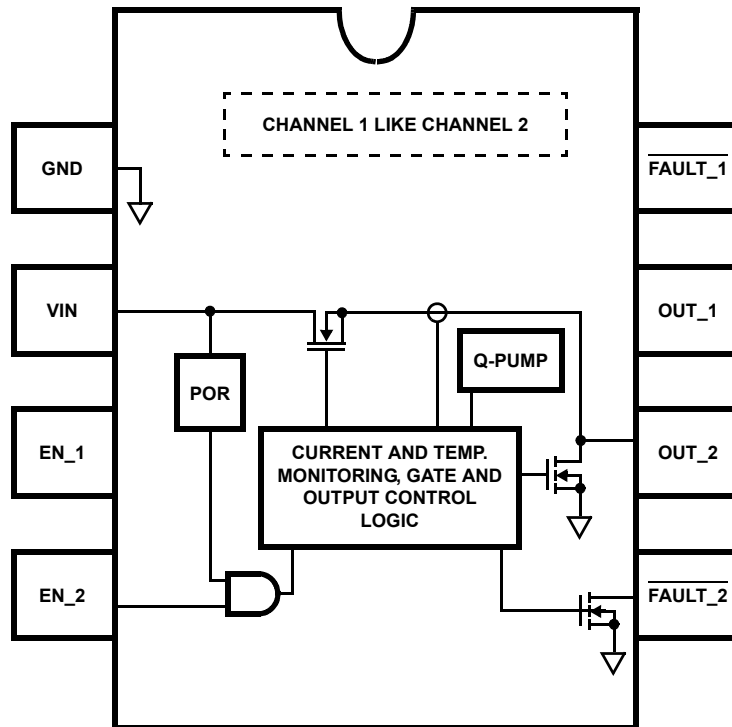 CHANNEL 1 LIKE CHANNEL 2
GND
FAULT_1
VIN
OUT_1
Q-PUMP
POR
EN_1
CURRENT AND TEMP.
MONITORING, GATE AND
OUTPUT CONTROL
LOGIC
OUT_2
EN_2
FAULT_2